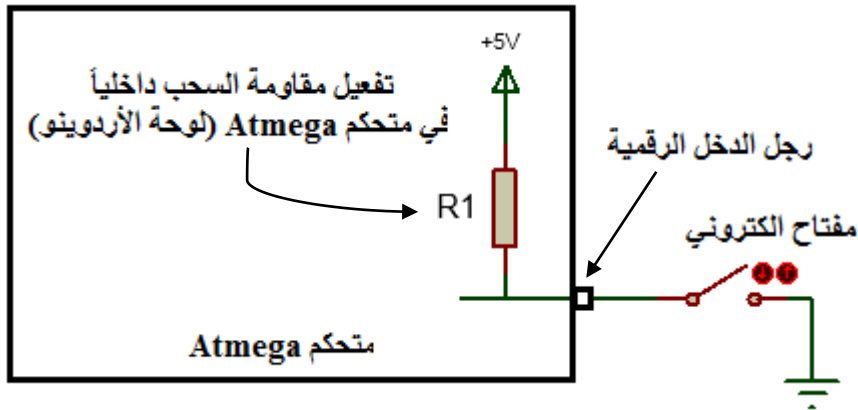 +5V
تفعيل مقاومة السحب داخلياً
في متحكم Atmega (لوحة الأردوينو)
رجل الدخل الرقمية
R1
مفتاح الكتروني
متحكم Atmega